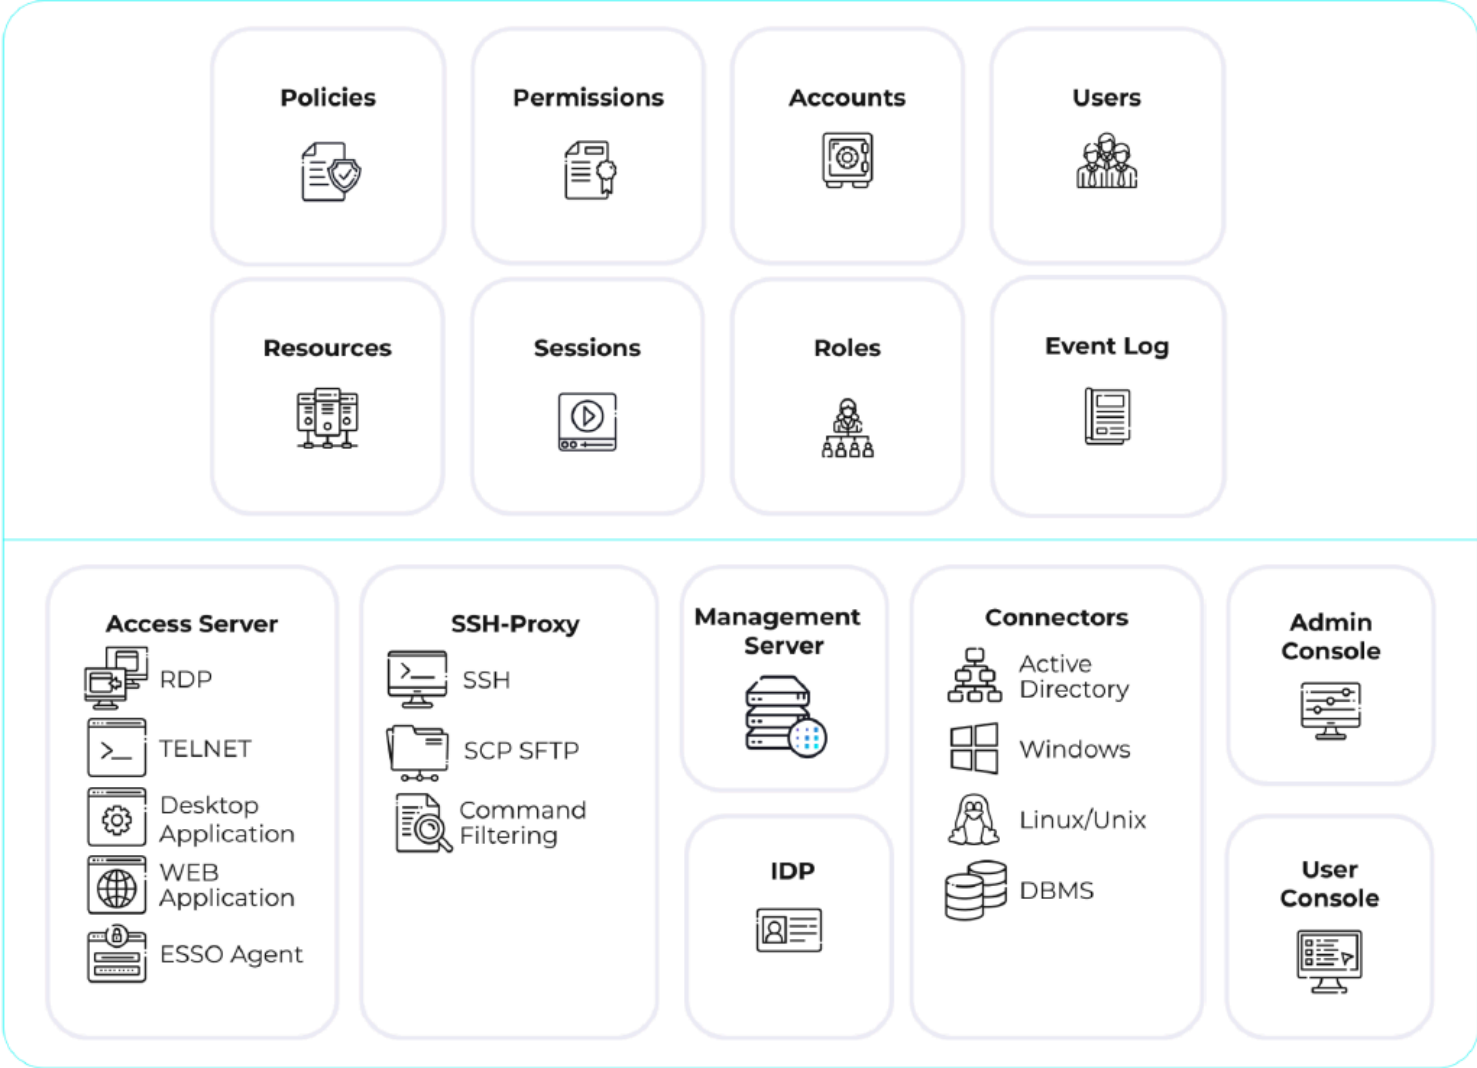 Policies
Permissions
Accounts
Users
Resources
Sessions
Roles
Event Log
Access Server
RDP
TELNET
Desktop
Application
WEB
Application
ESSO Agent
SSH-Proxy
SSH
SCP SFTP
Command
Filtering
Management
Server
IDP
Connectors
Active
Directory
Windows
Linux/Unix
DBMS
Admin
Console
User
Console